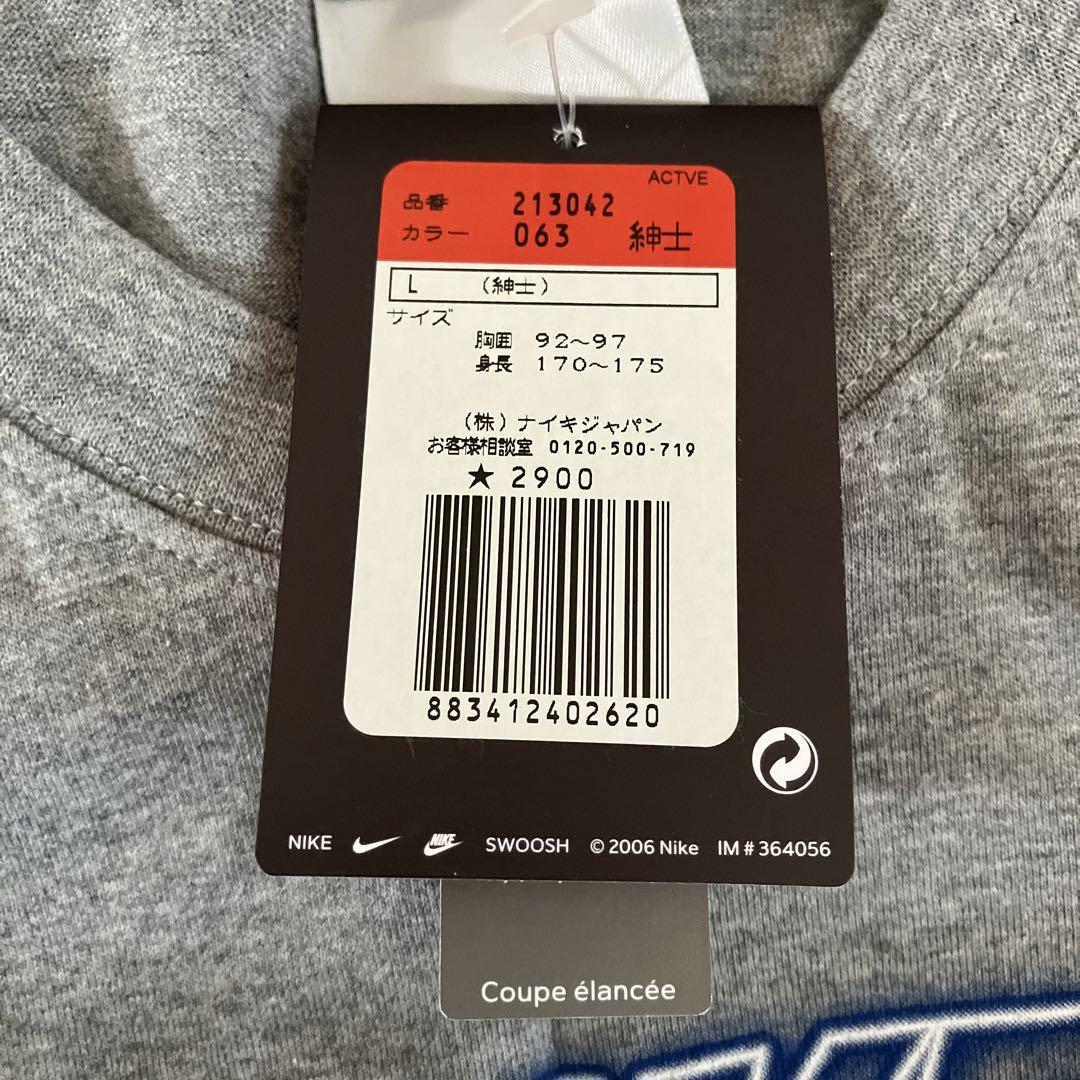 ACTVE
品番 213042
カラー 063 紳士
L (紳士)
サイズ
胸囲 92~97
身長 170~175
(株)ナイキジャパン
お客様相談室 0120-500-719
★2900
883412402620
NIKE NIKE SWOOSH © 2006 Nike IM # 364056
Coupe élancée